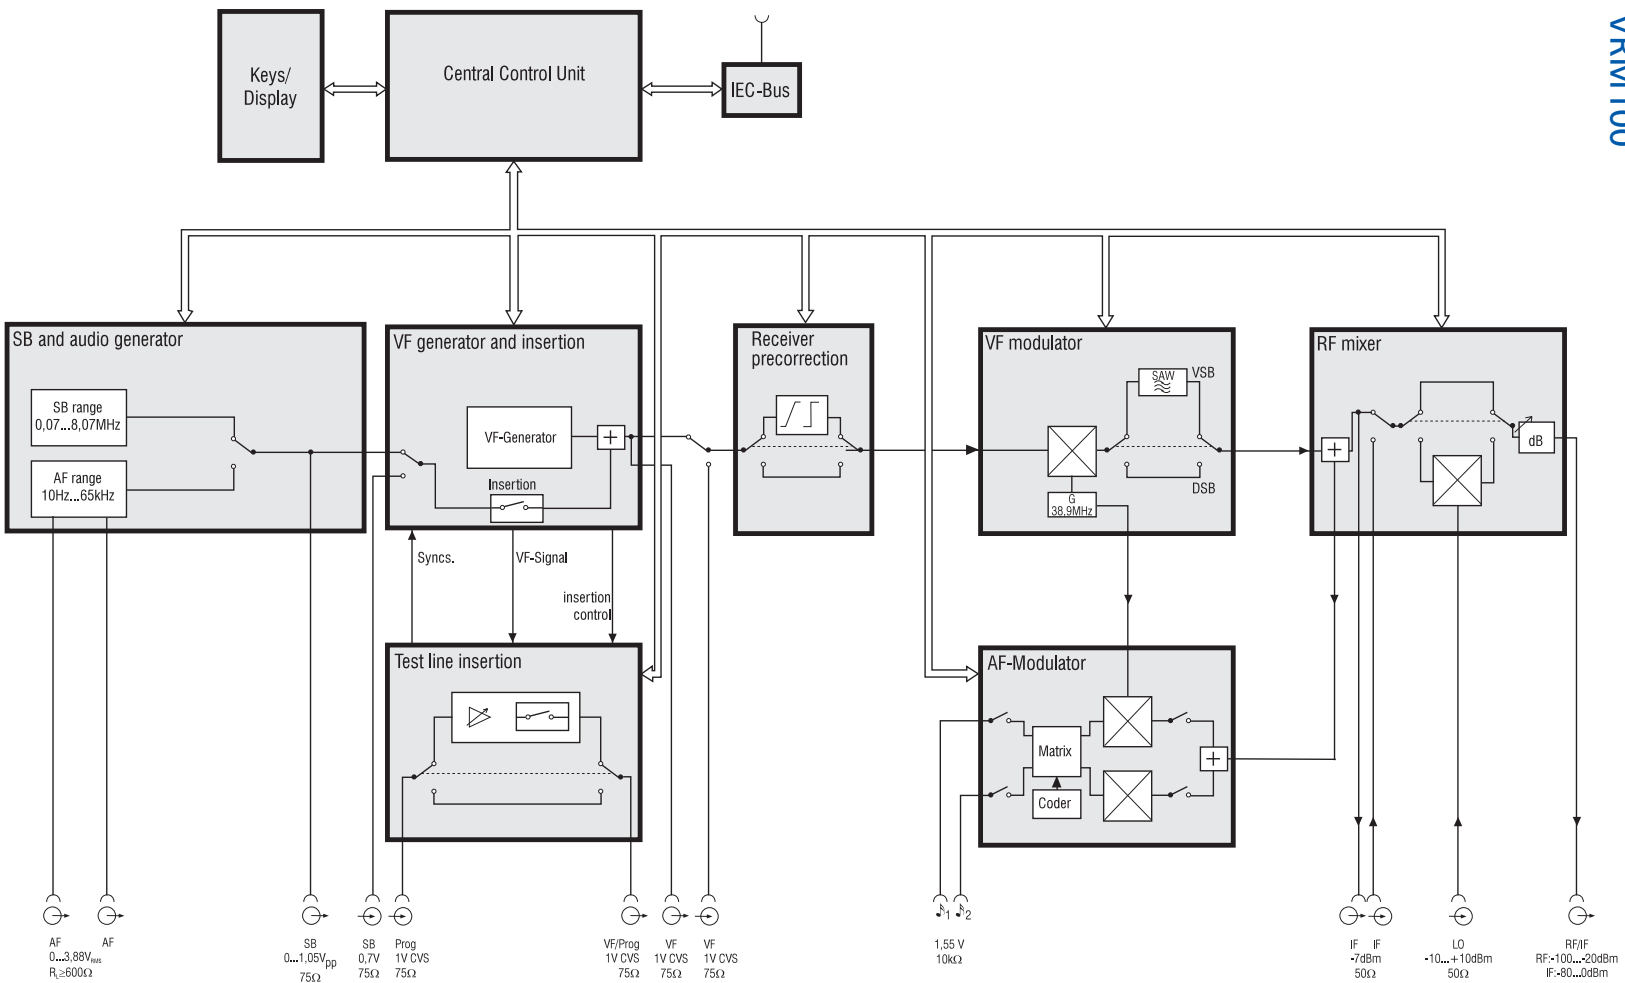 VRM 100
Keys/
Display
Central Control Unit
IEC-Bus
SB and audio generator
SB range
0,07...8,07MHz
AF range
10Hz...65kHz
VF generator and insertion
VF-Generator
+
Insertion
Receiver
precorrection
VF modulator
SAW
VSB
DSB
G
38,9MHz
RF mixer
+
dB
Syncs.
VF-Signal
insertion
control
Test line insertion
AF-Modulator
Matrix
Coder
+
AF
0...3,88VRMS
RL≥600Ω
AF
SB
0...1,05Vpp
75Ω
SB
0,7V
75Ω
Prog
1V CVS
75Ω
VF/Prog
1V CVS
75Ω
VF
1V CVS
75Ω
VF
1V CVS
75Ω
1
2
1,55 V
10kΩ
IF
-7dBm
50Ω
IF
LO
-10...+10dBm
50Ω
RF/IF
RF:-100...-20dBm
IF:-80...0dBm